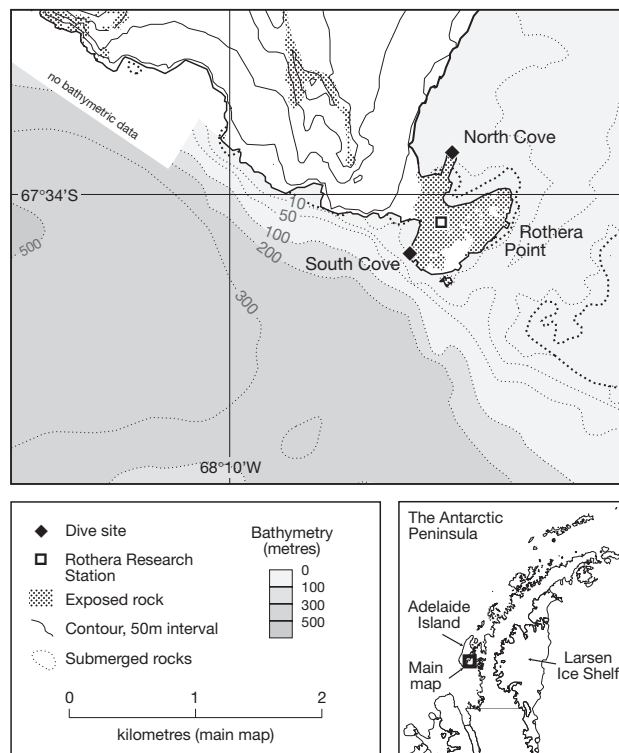 no bathymetric data
North Cove
67°34'S
10
50
100
200
Rothera
Point
South Cove
500
300
68°10'W
Dive site
Rothera Research
Station
Exposed rock
Contour, 50m interval
Submerged rocks
Bathymetry
(metres)
0
100
300
500
0 1 2
kilometres (main map)
The Antarctic
Peninsula
Adelaide
Island
Main
map
Larsen
Ice Shelf